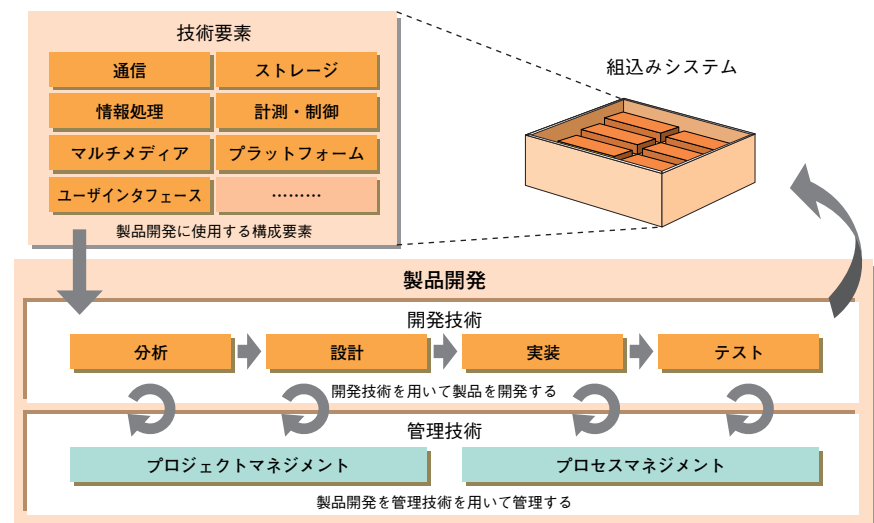 技術要素
通信
ストレージ
情報処理
計測・制御
マルチメディア
プラットフォーム
ユーザインタフェース
………
製品開発に使用する構成要素
組込みシステム
製品開発
開発技術
分析
設計
実装
テスト
開発技術を用いて製品を開発する
管理技術
プロジェクトマネジメント
プロセスマネジメント
製品開発を管理技術を用いて管理する